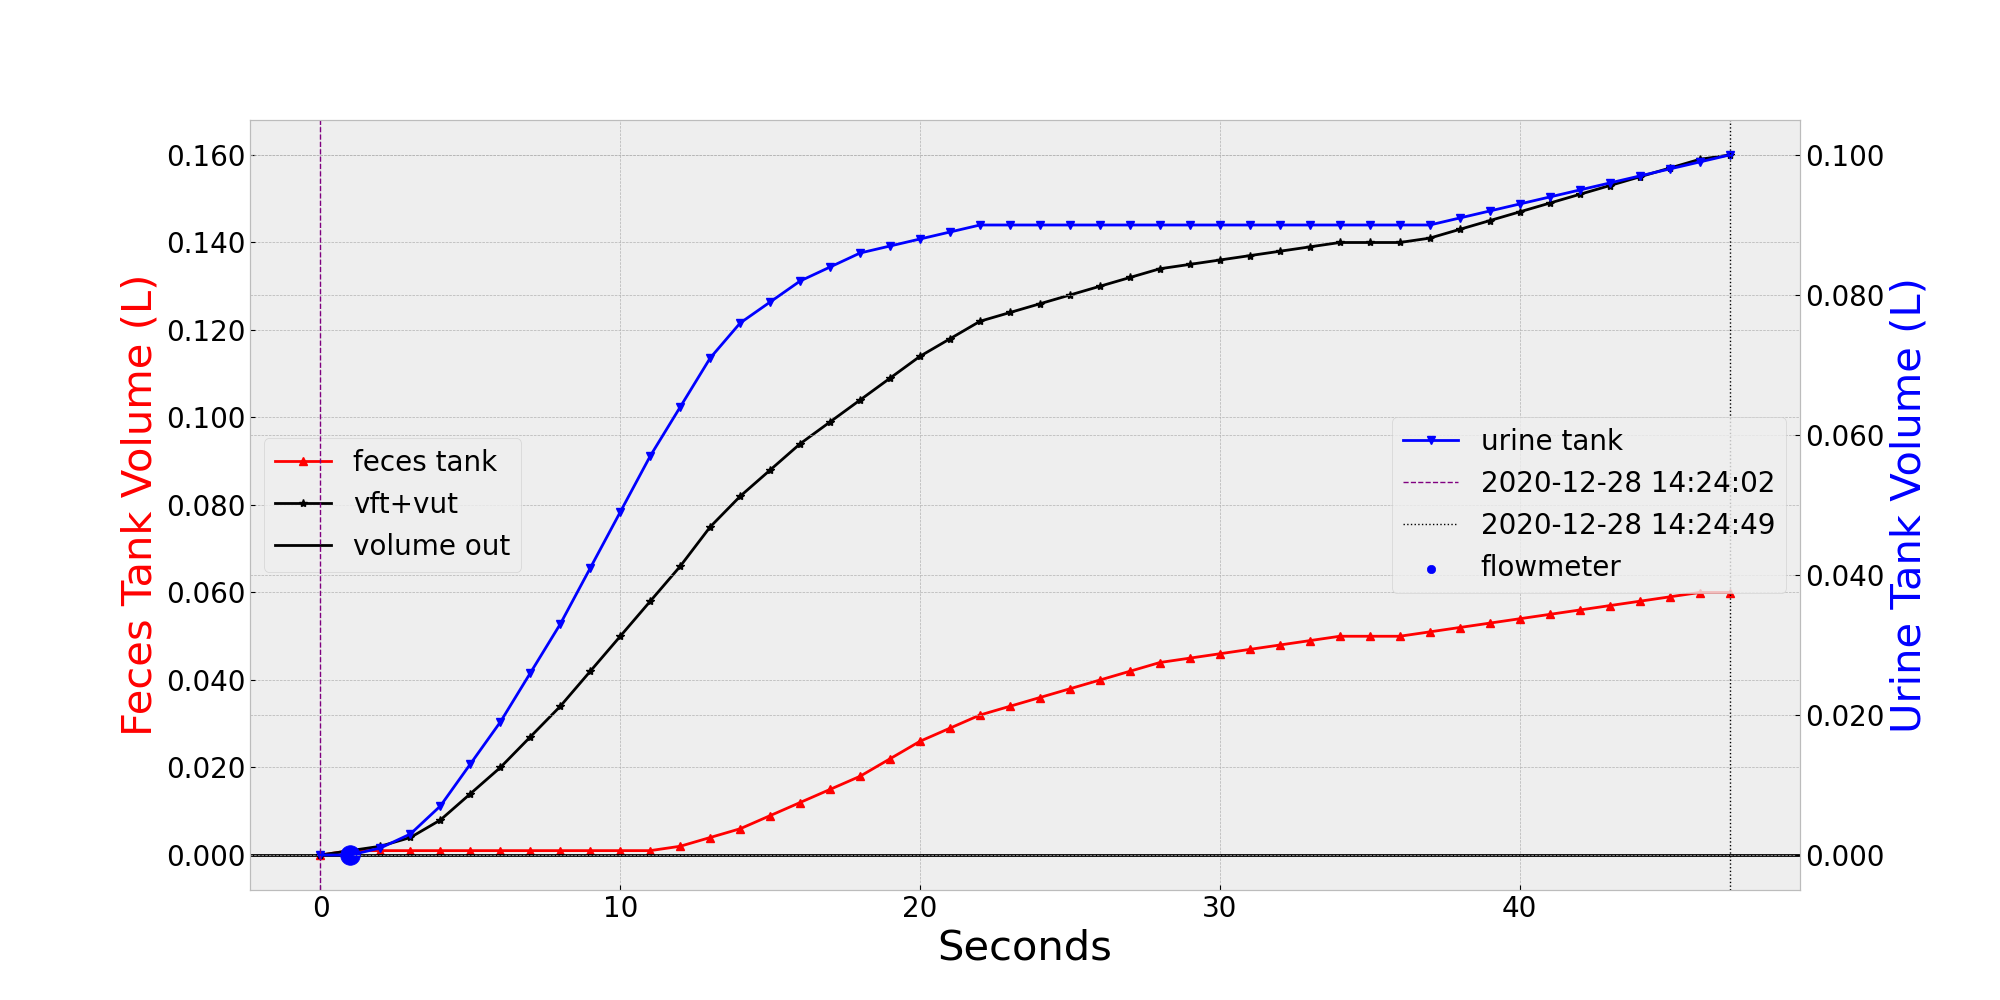 Feces Tank Volume (L)
0.160
0.140
0.120
0.100
0.080
0.060
0.040
0.020
0.000
feces tank
vft+vut
volume out
urine tank
2020-12-28 14:24:02
2020-12-28 14:24:49
flowmeter
0.100
0.080
0.060
0.040
0.020
0.000
Urine Tank Volume (L)
0 10 20 30 40
Seconds